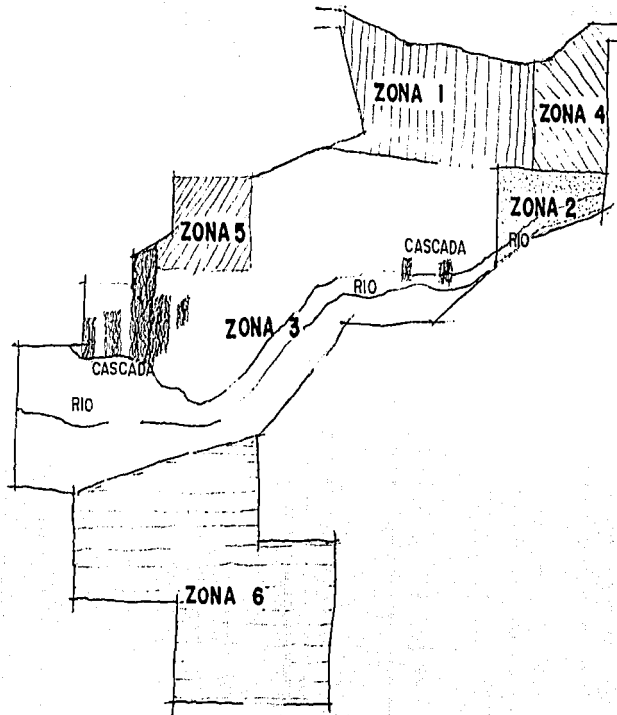 ZONA 1
ZONA 4
ZONA 2
RIO
ZONA 5
CASCADA
RIO
ZONA 3
CASCADA
RIO
ZONA 6